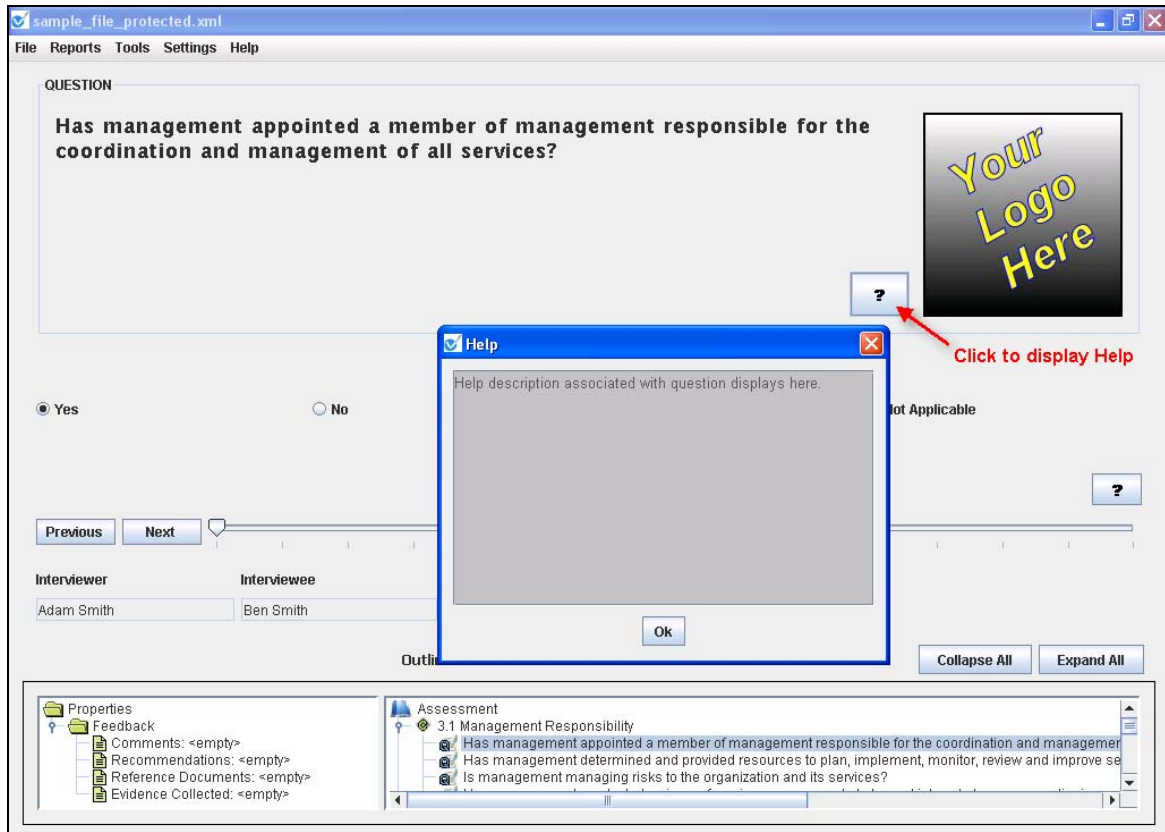 sample_file_protected.xml
File Reports Tools Settings Help
QUESTION
Has management appointed a member of management responsible for the
coordination and management of all services?
Your
Logo
Here
?
Click to display Help
Help
Help description associated with question displays here.
Yes No ot Applicable
?
Previous Next
Interviewer Interviewee
Adam Smith Ben Smith
Ok
Outli
Collapse All Expand All
Properties
Feedback
Comments: <empty>
Recommendations: <empty>
Reference Documents: <empty>
Evidence Collected: <empty>
Assessment
3.1 Management Responsibility
Has management appointed a member of management responsible for the coordination and managemen
Has management determined and provided resources to plan, implement, monitor, review and improve se
Is management managing risks to the organization and its services?